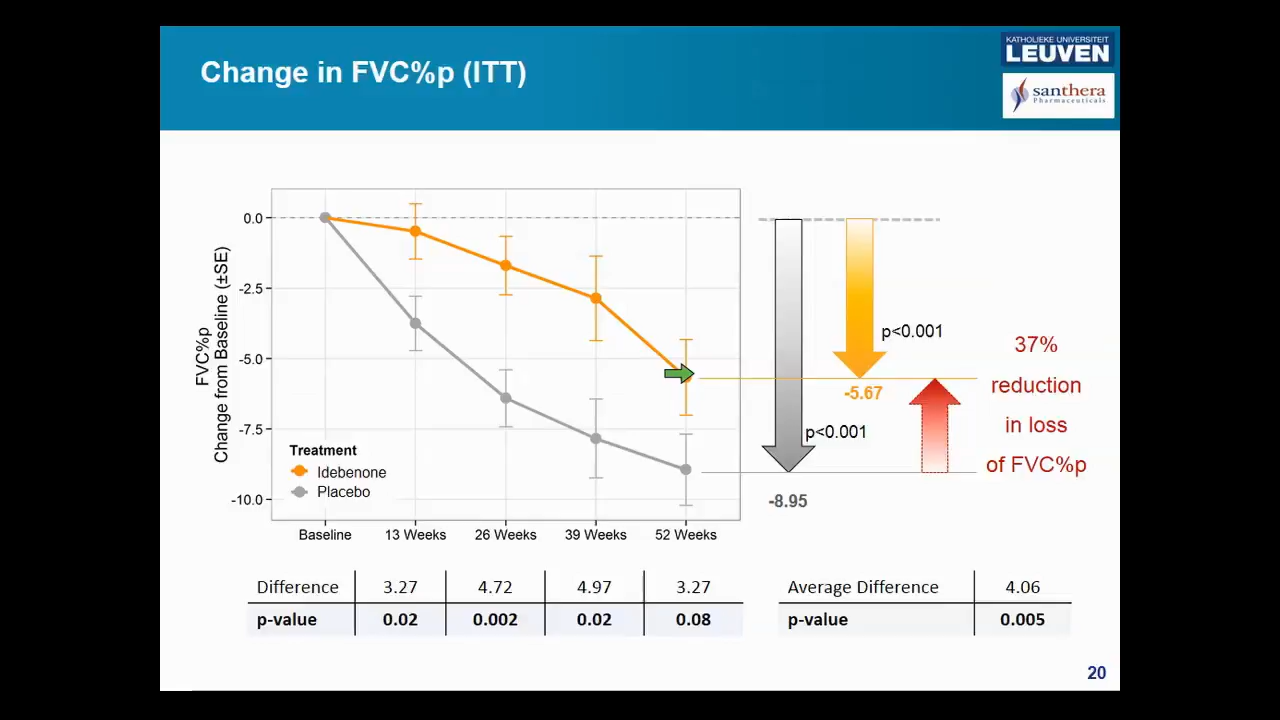 Change in FVC%p (ITT)
KATHOLIEKE UNIVERSITEIT
LEUVEN
santhera
Pharmaceuticals
FVC%p
Change from Baseline (±SE)
0.0
-2.5
-5.0
-7.5
-10.0
Treatment
Idebenone
Placebo
Baseline 13 Weeks 26 Weeks 39 Weeks 52 Weeks
p<0.001
-5.67
p<0.001
-8.95
37%
reduction
in loss
of FVC%p
Difference 3.27 4.72 4.97 3.27
p-value 0.02 0.002 0.02 0.08
Average Difference 4.06
p-value 0.005
20